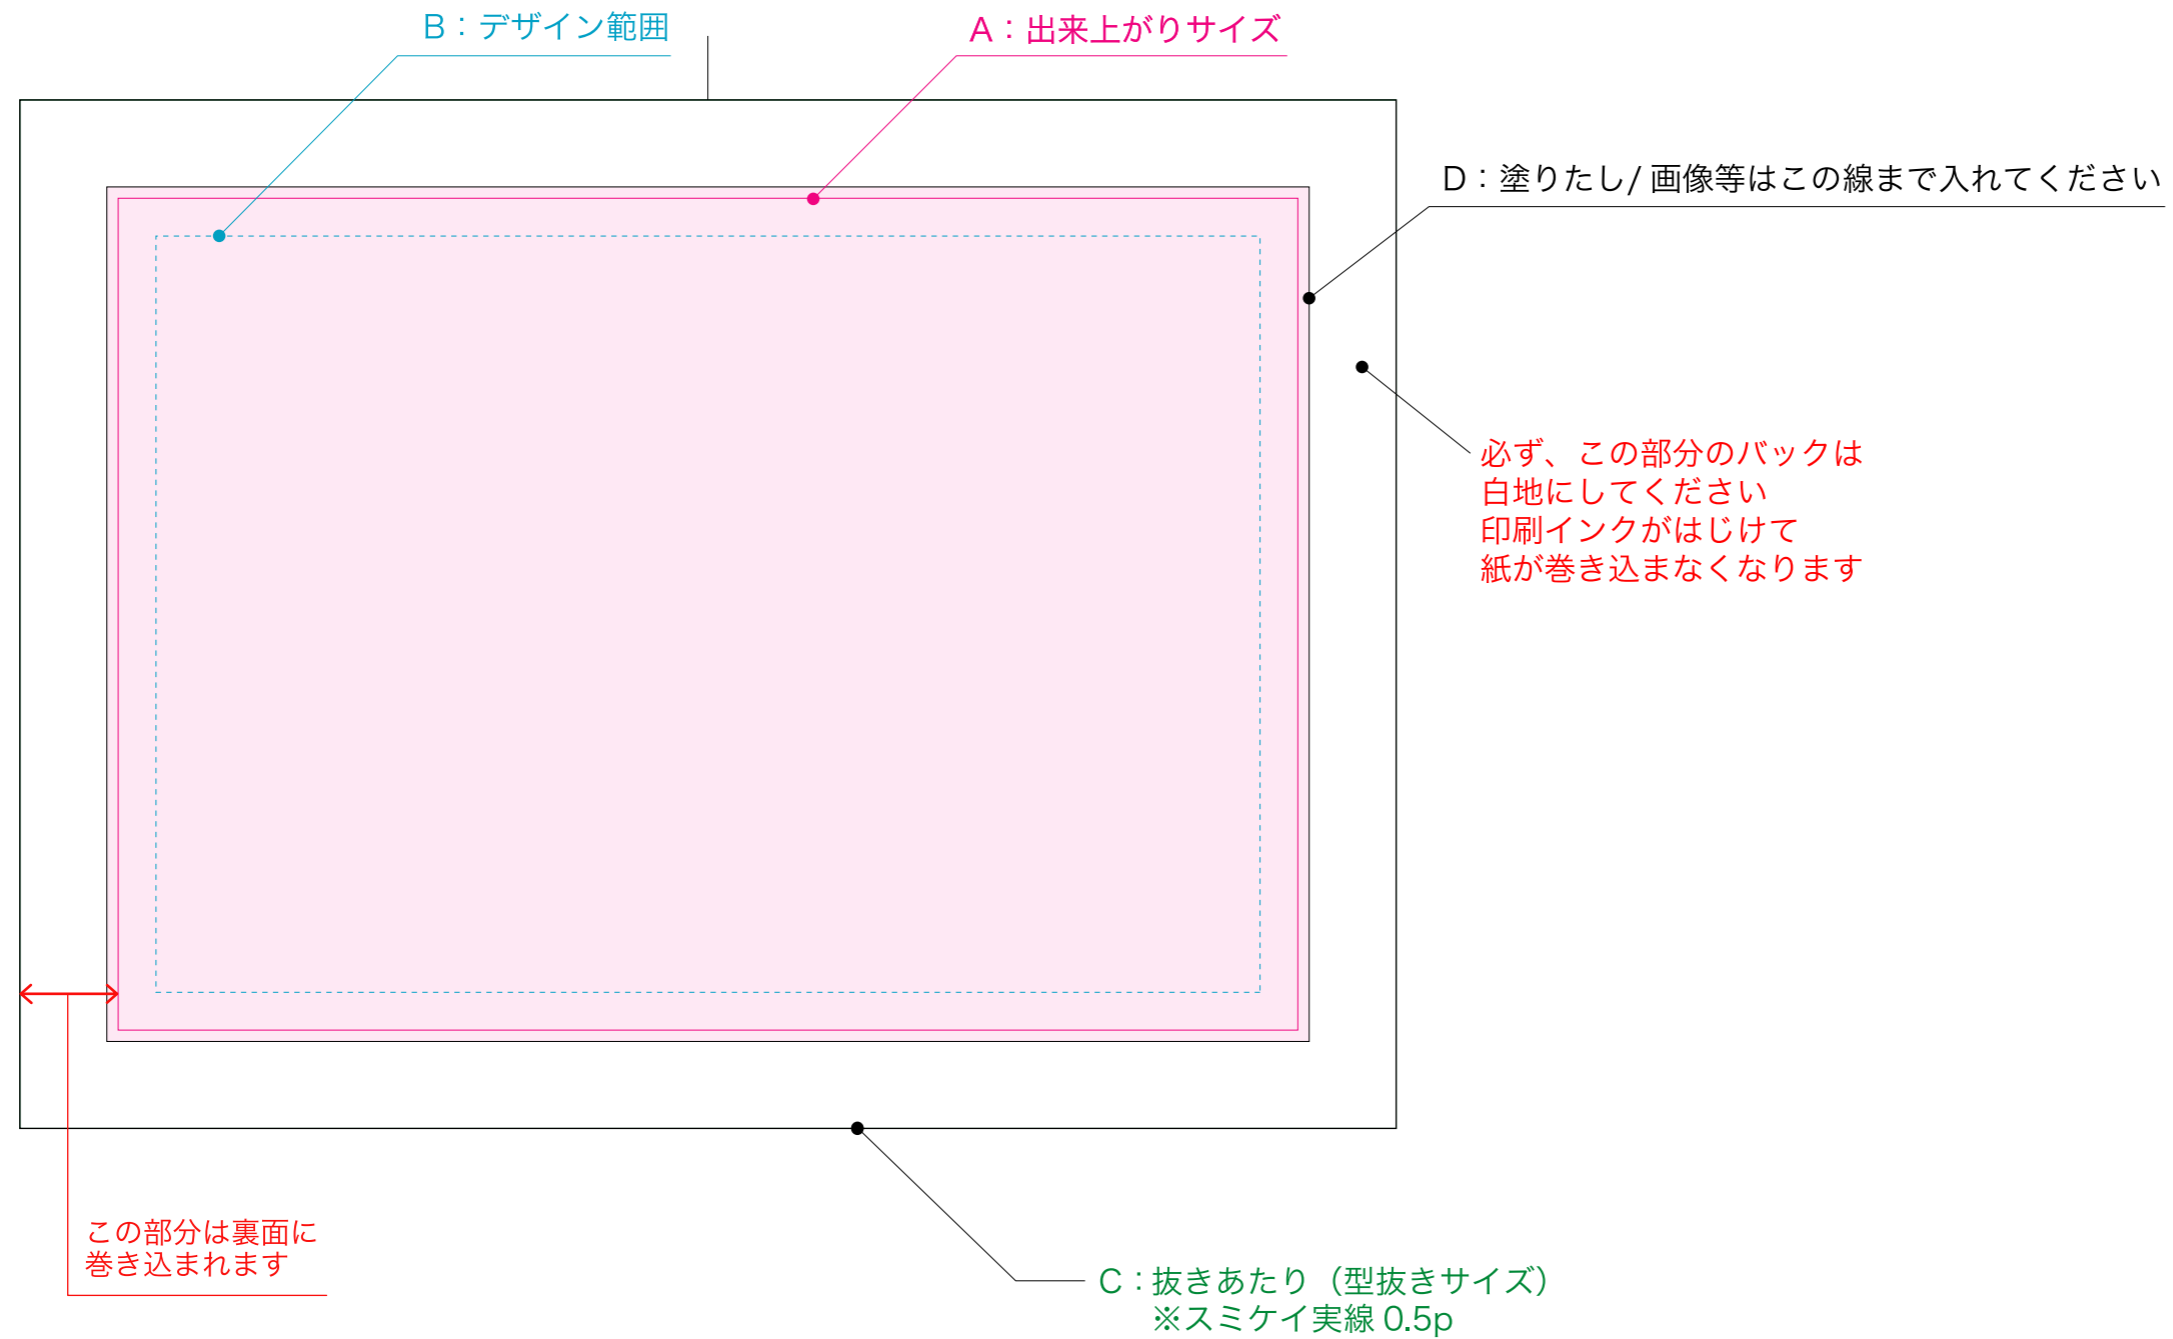 B：デザイン範囲
A：出来上がりサイズ
D：塗りたし/ 画像等はこの線まで入れてください
必ず、この部分のバックは
白地にしてください
印刷インクがはじけて
紙が巻き込まなくなります
この部分は裏面に
巻き込まれます
C：抜きあたり（型抜きサイズ）
※スミケイ実線 0.5p